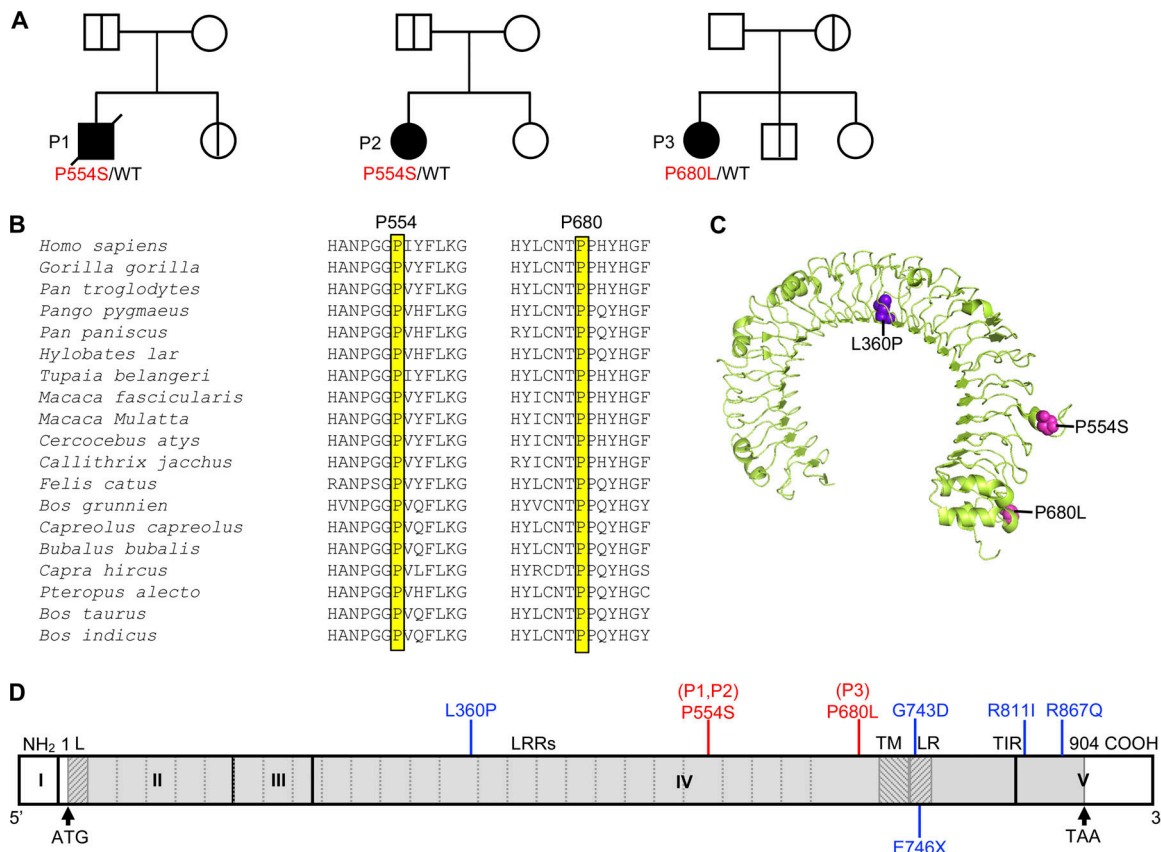 A
P1
P554S/WT
P2
P554S/WT
P3
P680L/WT
B
P554
P680
Homo sapiens HANPGGPIYFLKG HYLCNTPPHYHGF
Gorilla gorilla HANPGGPVYFLKG HYLCNTPPHYHGF
Pan troglodytes HANPGGPVYFLKG HYLCNTPPHYHGF
Pango pygmaeus HANPGGPVHFLKG HYLCNTPPQYHGF
Pan paniscus HANPGGPVHFLKG RYLCNTPPQYHGF
Hylobates lar HANPGGPVHFLKG HYLCNTPPQYHGF
Tupaia belangeri HANPGGPIYFLKG HYLCNTPPHYHGF
Macaca fascicularis HANPGGPVYFLKG HYICNTPPQYHGF
Macaca Mulatta HANPGGPVYFLKG HYICNTPPQYHGF
Cercocebus atys HANPGGPVYFLKG HYICNTPPQYHGF
Callithrix jacchus HANPGGPVYFLKG RYICNTPPQYHGF
Felis catus RANPSGPVYFLKG HYLCNTPPQYHGF
Bos grunnien HVNPGGPVQFLKG HYVCNTPPQYHGY
Capreolus capreolus HANPGGPVQFLKG HYLCNTPPQYHGF
Bubalus bubalis HANPGGPVQFLKG HYLCNTPPQYHGF
Capra hircus HANPGGPVLFLKG HYRCDTPPQYHGS
Pteropus alecto HANPGGPVHFLKG HYLCNTPPQYHGC
Bos taurus HANPGGPVQFLKG HYLCNTPPQYHGY
Bos indicus HANPGGPVQFLKG HYLCNTPPQYHGY
C
L360P
P554S
P680L
D
(P1,P2) (P3)
L360P P554S P680L G743D R811I R867Q
NH2 1 L LRRs TM LR TIR 904 COOH
I II III IV V
5' 3
ATG TAA
E746X